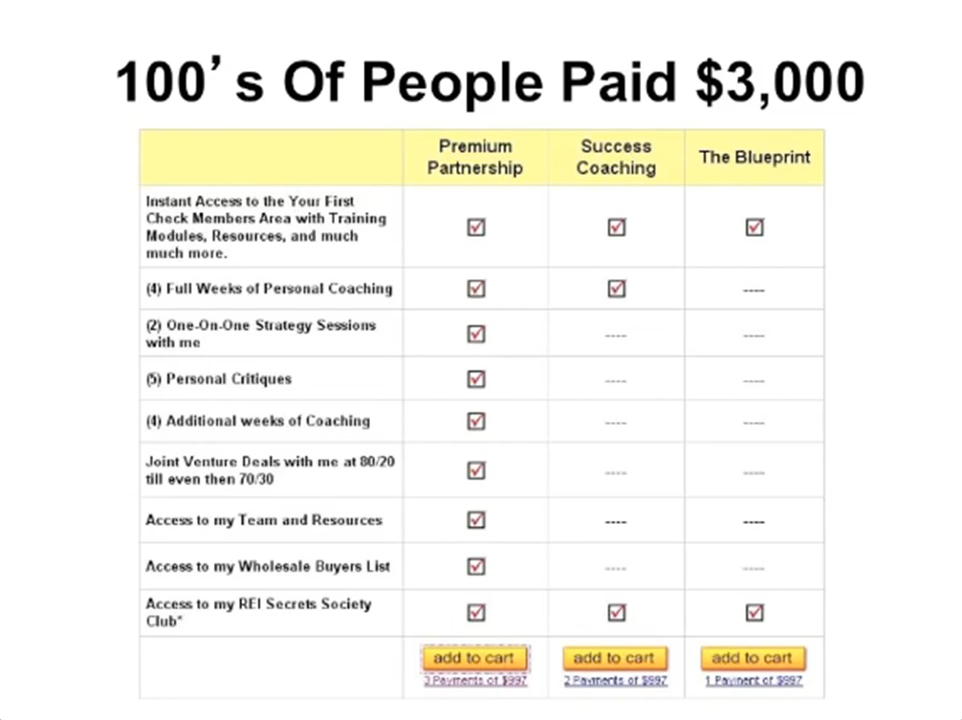 100's Of People Paid $3,000
Premium
Partnership
Success
Coaching
The Blueprint
Instant Access to the Your First
Check Members Area with Training
Modules, Resources, and much
much more.
(4) Full Weeks of Personal Coaching
----
(2) One-On-One Strategy Sessions
with me
----
----
(5) Personal Critiques
----
----
(4) Additional weeks of Coaching
----
----
Joint Venture Deals with me at 80/20
till even then 70/30
----
----
Access to my Team and Resources
----
----
Access to my Wholesale Buyers List
----
----
Access to my REI Secrets Society
Club*
add to cart
add to cart
add to cart
3 Payments of $997
2 Payments of $997
1 Payment of $997